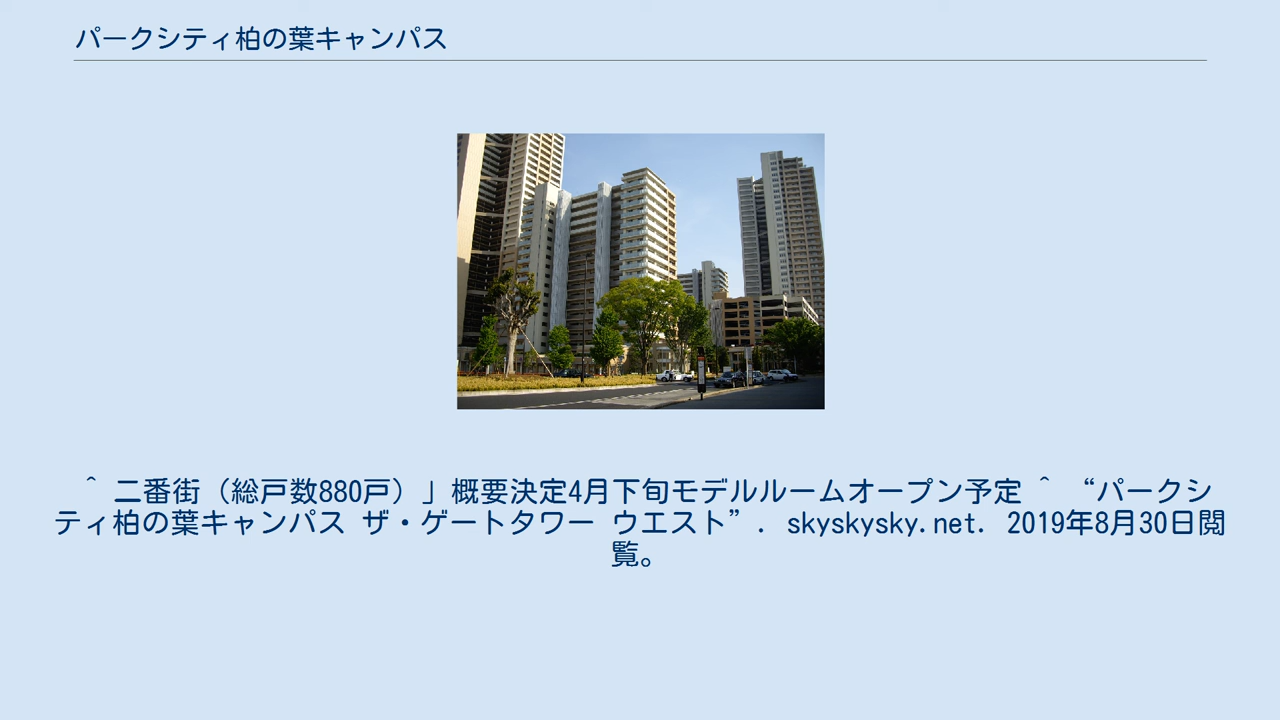 パークシティ柏の葉キャンパス
^ 二番街（総戸数880戸）」概要決定4月下旬モデルルームオープン予定 ^ “パークシ
ティ柏の葉キャンパス ザ・ゲートタワー ウエスト”. skyskysky.net. 2019年8月30日閲
覧。